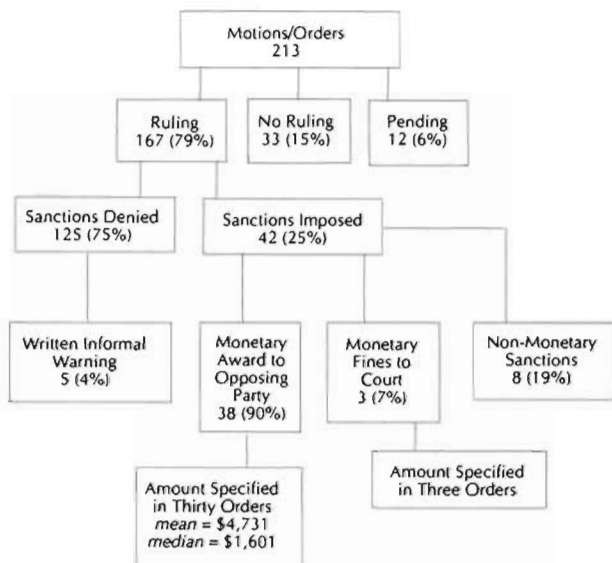 Motions/Orders
213
Ruling
167 (79%)
No Ruling
33 (15%)
Pending
12 (6%)
Sanctions Denied
125 (75%)
Sanctions Imposed
42 (25%)
Written Informal
Warning
5 (4%)
Monetary
Award to
Opposing
Party
38 (90%)
Monetary
Fines to
Court
3 (7%)
Non-Monetary
Sanctions
8 (19%)
Amount Specified
in Thirty Orders
mean = $4,731
median = $1,601
Amount Specified
in Three Orders